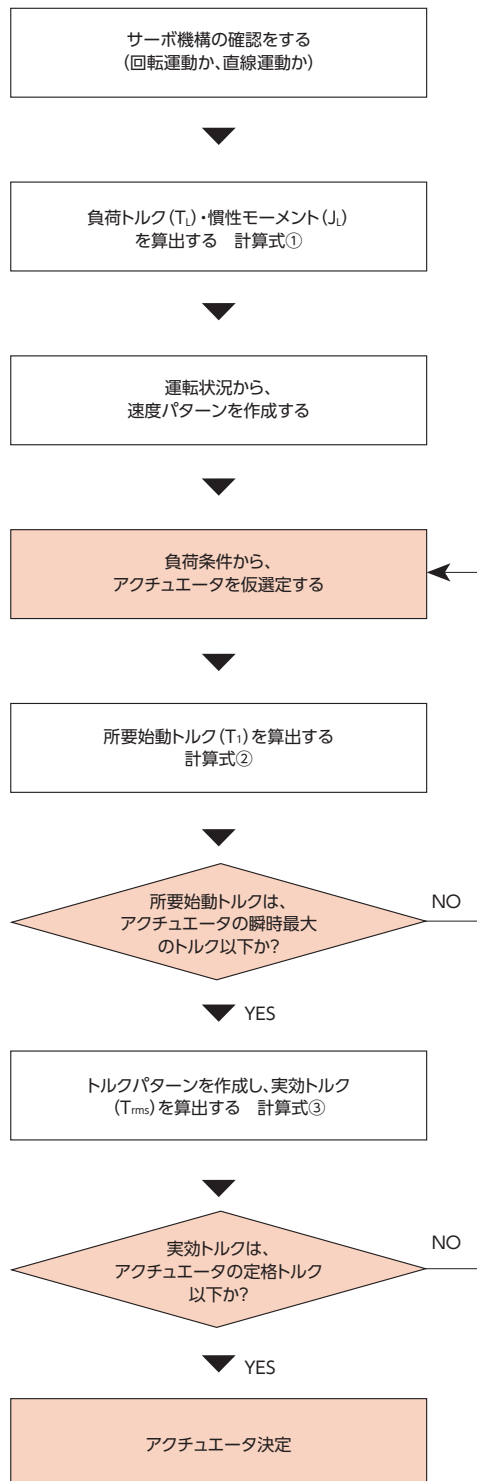 サーボ機構の確認をする
(回転運動か、直線運動か)
負荷トルク(TL)・慣性モーメント(JL)
を算出する 計算式①
運転状況から、
速度パターンを作成する
負荷条件から、
アクチュエータを仮選定する
所要始動トルク(T1)を算出する
計算式②
所要始動トルクは、
アクチュエータの瞬時最大
のトルク以下か?
NO
YES
トルクパターンを作成し、実効トルク
(Trms)を算出する 計算式③
実効トルクは、
アクチュエータの定格トルク
以下か?
NO
YES
アクチュエータ決定